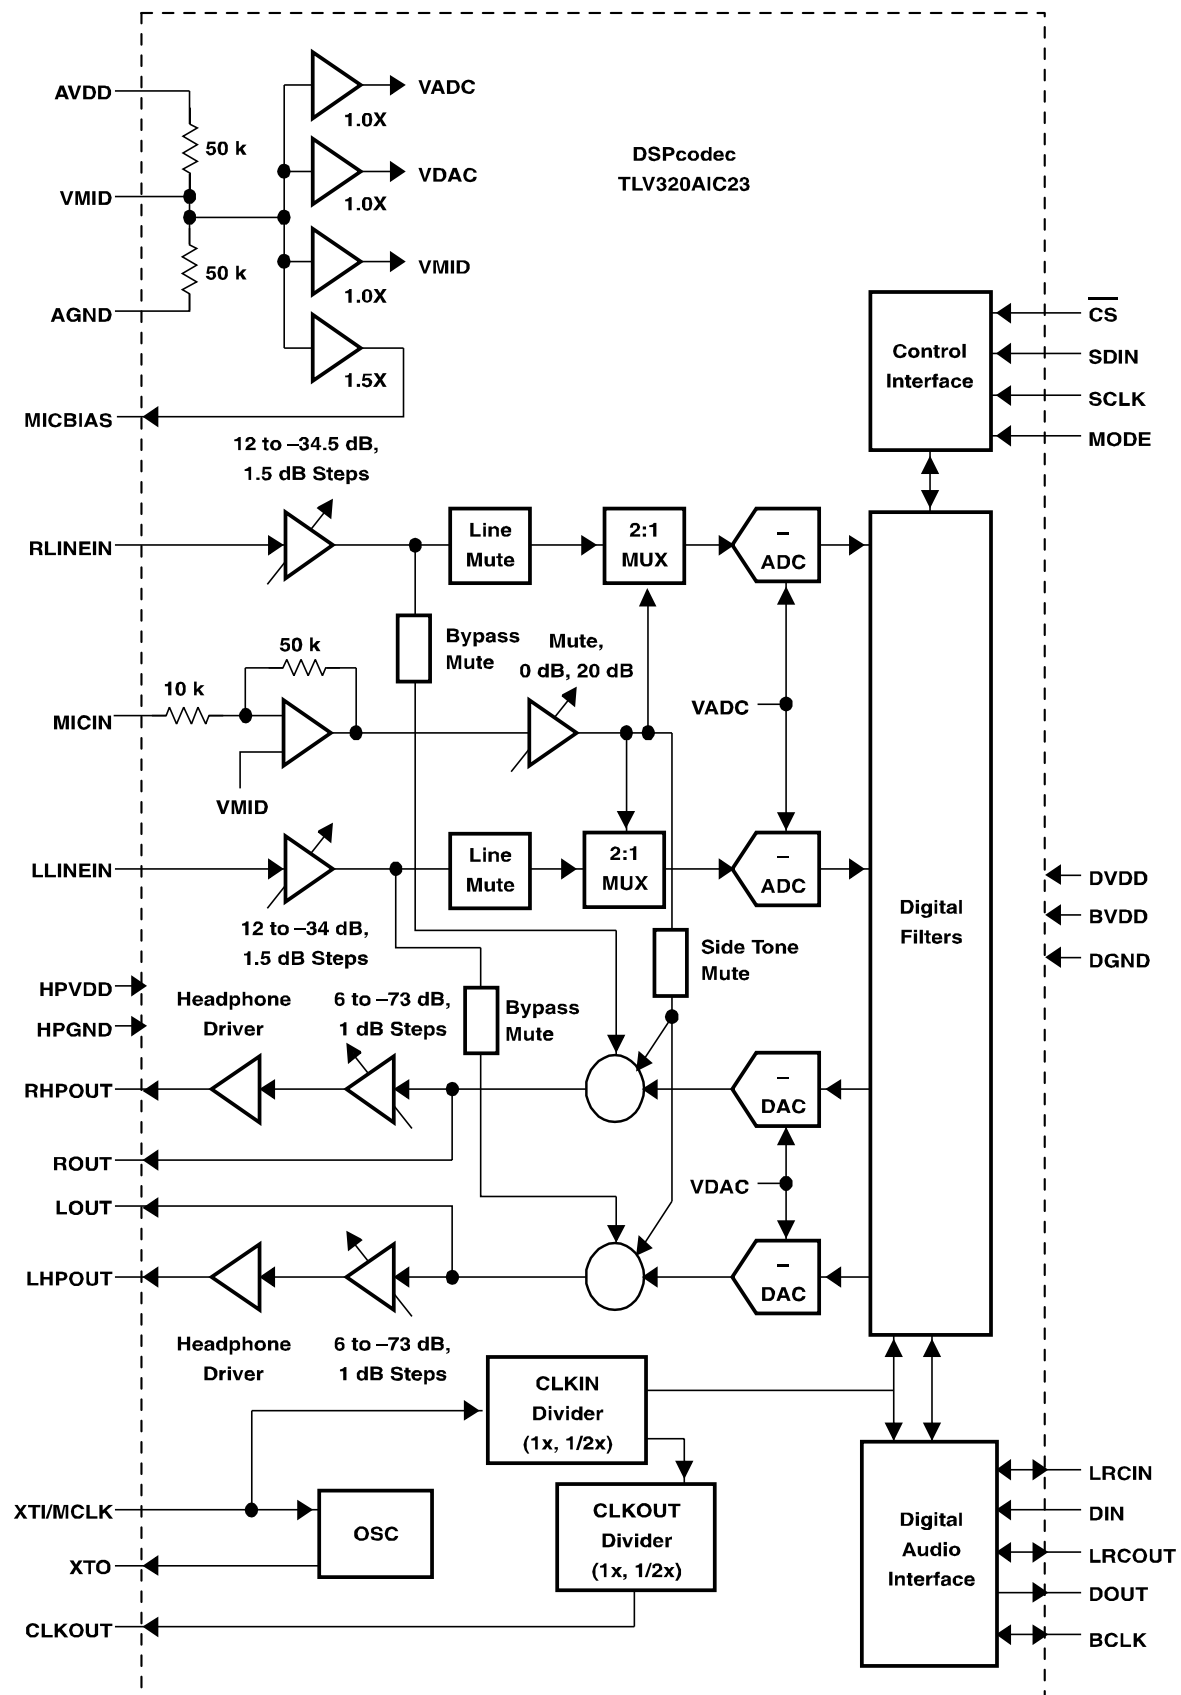 AVDD
50 k
VMID
50 k
AGND
MICBIAS
VADC
1.0X
VDAC
1.0X
VMID
1.0X
1.5X
DSPcodec
TLV320AIC23
Control
Interface
CS
SDIN
SCLK
MODE
12 to –34.5 dB,
1.5 dB Steps
RLINEIN
Line
Mute
2:1
MUX
–
ADC
Bypass
Mute
50 k
10 k
MICIN
VMID
Mute,
0 dB, 20 dB
VADC
LLINEIN
Line
Mute
2:1
MUX
–
ADC
12 to –34 dB,
1.5 dB Steps
Digital
Filters
DVDD
BVDD
DGND
Side Tone
Mute
HPVDD
HPGND
Headphone
Driver
6 to –73 dB,
1 dB Steps
Bypass
Mute
RHPOUT
–
DAC
ROUT
LOUT
VDAC
LHPOUT
–
DAC
Headphone
Driver
6 to –73 dB,
1 dB Steps
CLKIN
Divider
(1x, 1/2x)
XTI/MCLK
OSC
XTO
CLKOUT
Divider
(1x, 1/2x)
CLKOUT
Digital
Audio
Interface
LRCIN
DIN
LRCOUT
DOUT
BCLK